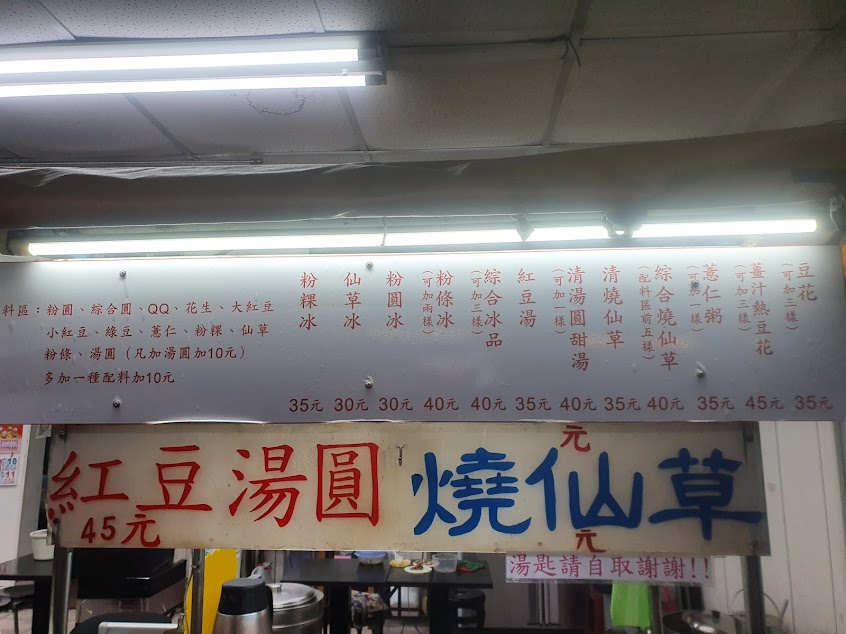 豆花
(可加三樣)
35元
薑汁熱豆花
(可加三樣)
45元
薏仁粥
(可加一樣)
35元
綜合燒仙草
(配料區前五樣)
40元
清燒仙草
35元
清湯圓甜湯
(可加一樣)
40元
紅豆湯
35元
綜合冰品
(可加三樣)
40元
粉條冰
(可加兩樣)
40元
粉圓冰
30元
仙草冰
30元
粉粿冰
35元
料區：粉圓、綜合圓、QQ、花生、大紅豆
小紅豆、綠豆、薏仁、粉粿、仙草
粉條、湯圓（凡加湯圓加10元）
多加一種配料加10元
紅豆湯圓
45元
燒仙草
元
元
湯匙請自取謝謝!!